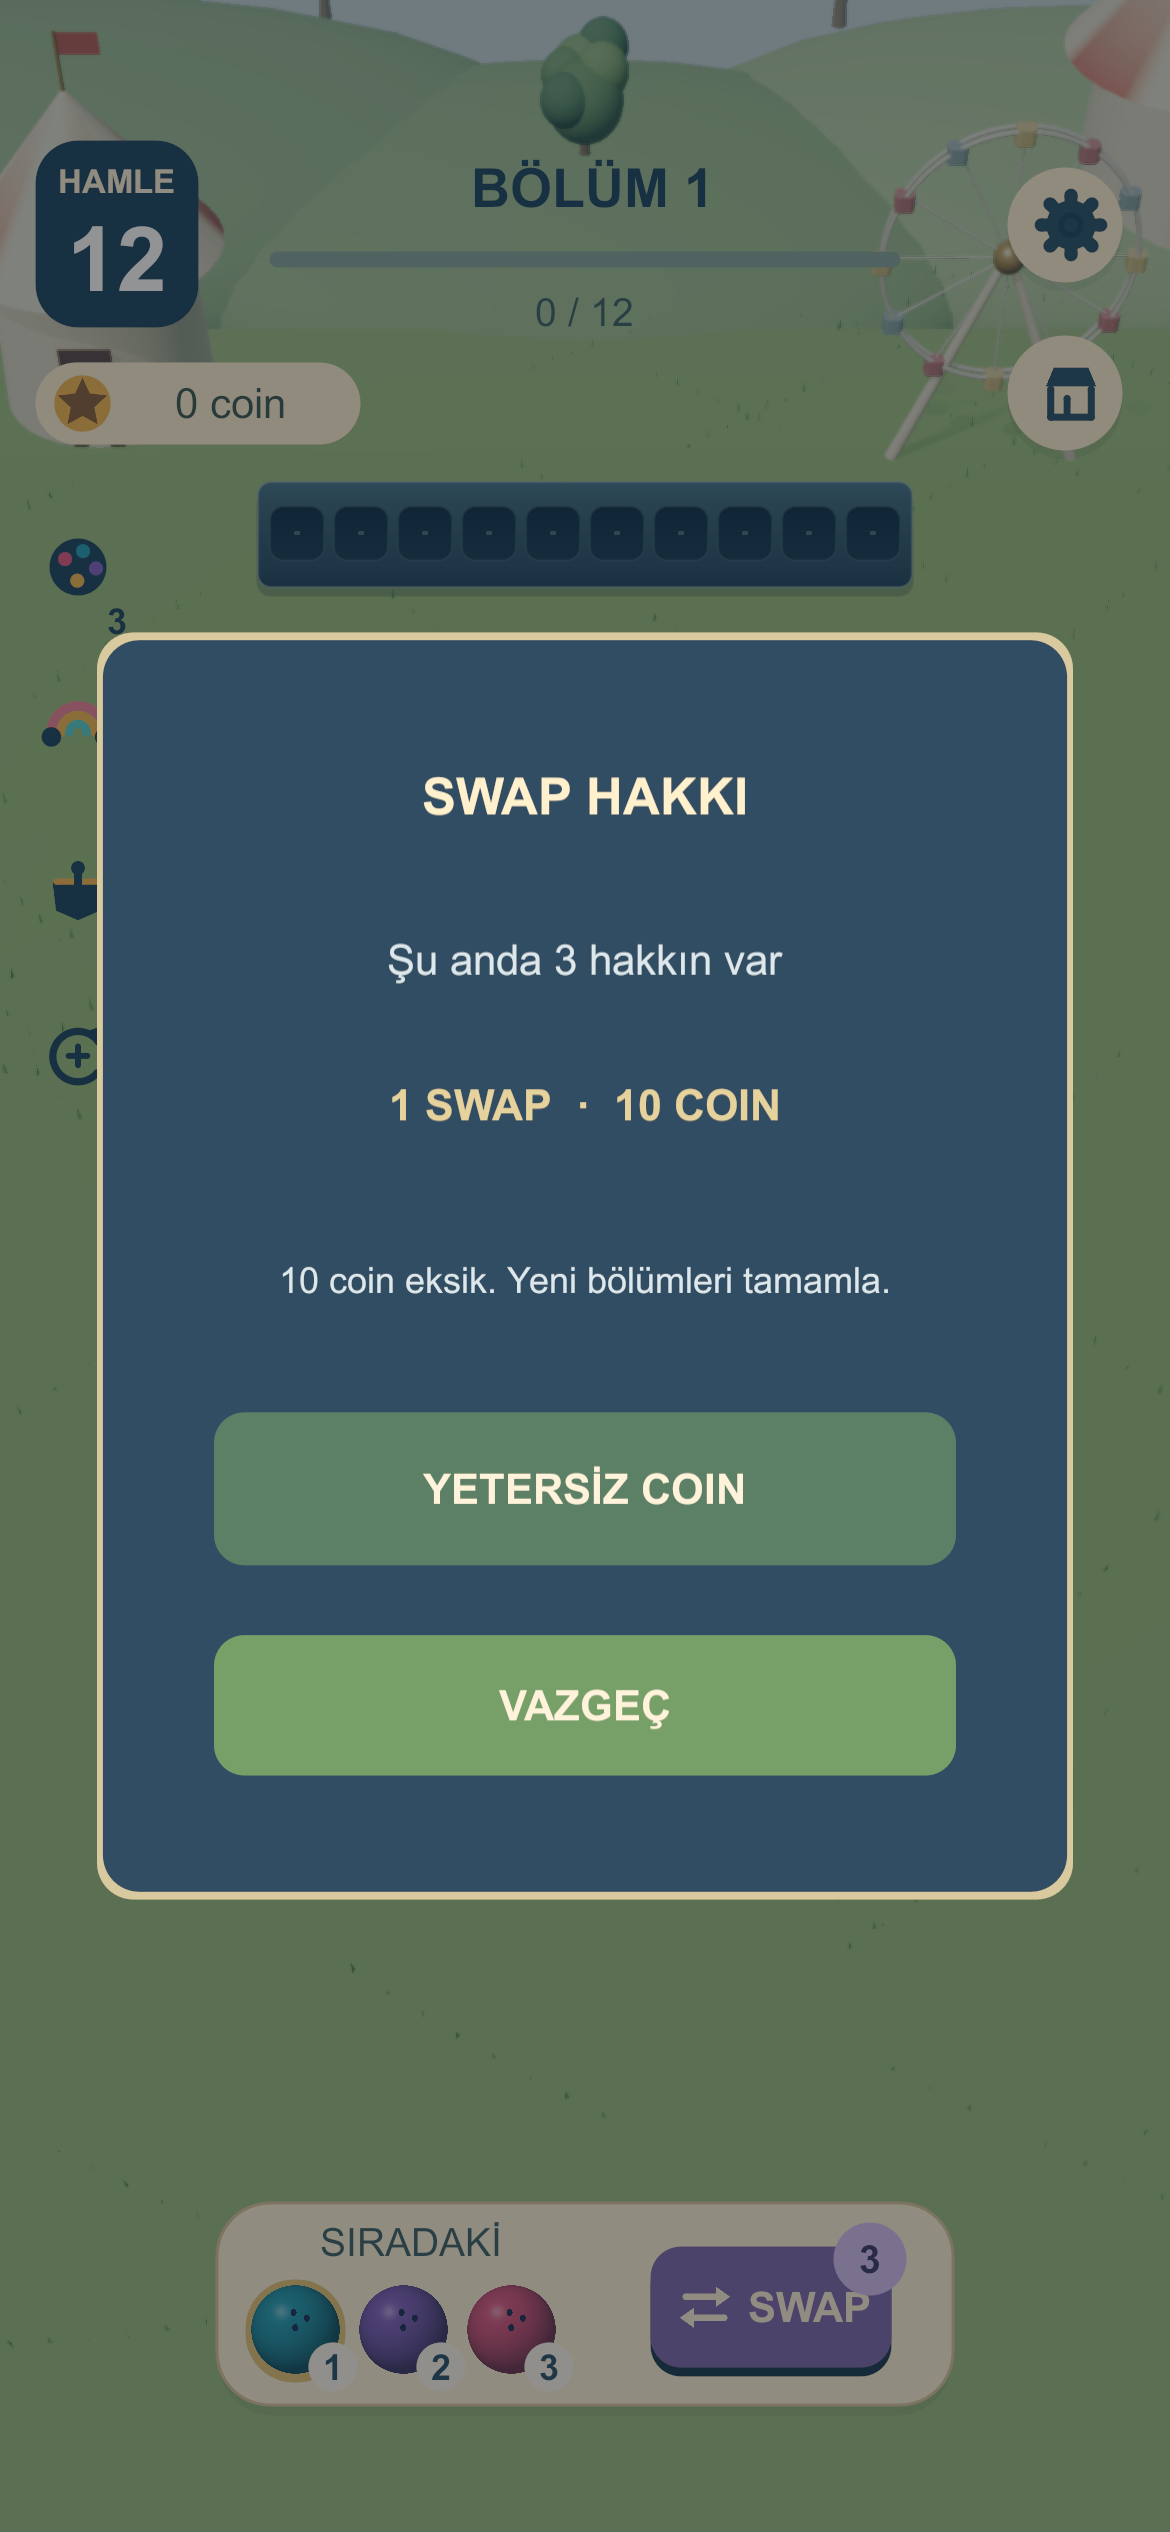 HAMLE
12
BÖLÜM 1
0 / 12
0 coin
3
SWAP HAKKI
Şu anda 3 hakkın var
1 SWAP · 10 COIN
10 coin eksik. Yeni bölümleri tamamla.
YETERSİZ COIN
VAZGEÇ
SIRADAKİ
1
2
3
SWAP
3